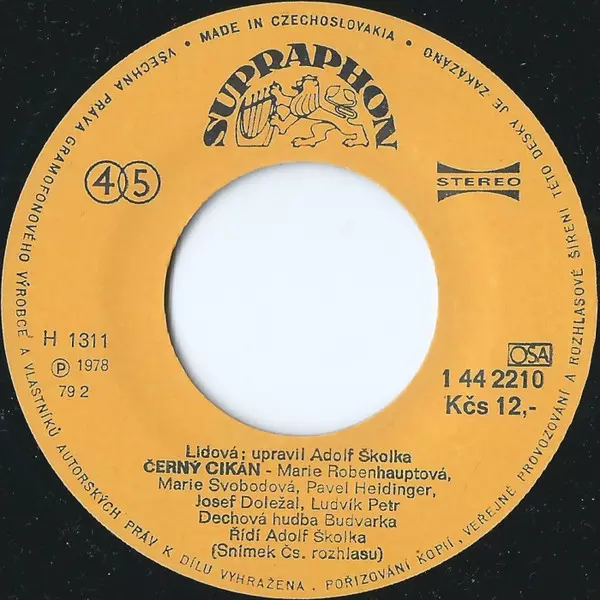 VŠECHNA PRÁVA GRAMOFONOVÉHO VÝROBCE A VLASTNÍKŮ AUTORSKÝCH PRÁV K DÍLU VYHRAŽENA. POŘIZOVÁNÍ KOPIÍ, VEŘEJNÉ PROVOZOVÁNÍ A ROZHLASOVÉ ŠÍŘENÍ TÉTO DESKY JE ZAKÁZÁNO
• MADE IN CZECHOSLOVAKIA •
SUPRAPHON
45
STEREO
H 1311
Ⓟ 1978
79 2
OSA
1 44 2210
Kčs 12,-
Lidová; upravil Adolf Školka
ČERNÝ CIKÁN - Marie Robenhauptová,
Marie Svobodová, Pavel Heidinger,
Josef Doležal, Ludvík Petr
Dechová hudba Budvarka
Řídí Adolf Školka
(Snímek Čs. rozhlasu)